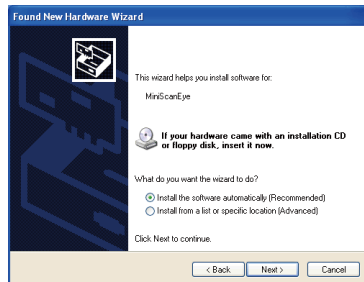 Found New Hardware Wizard
This wizard helps you install software for:
MiniScanEye
If your hardware came with an installation CD
or floppy disk, insert it now.
What do you want the wizard to do?
Install the software automatically (Recommended)
Install from a list or specific location (Advanced)
Click Next to continue.
< Back
Next >
Cancel